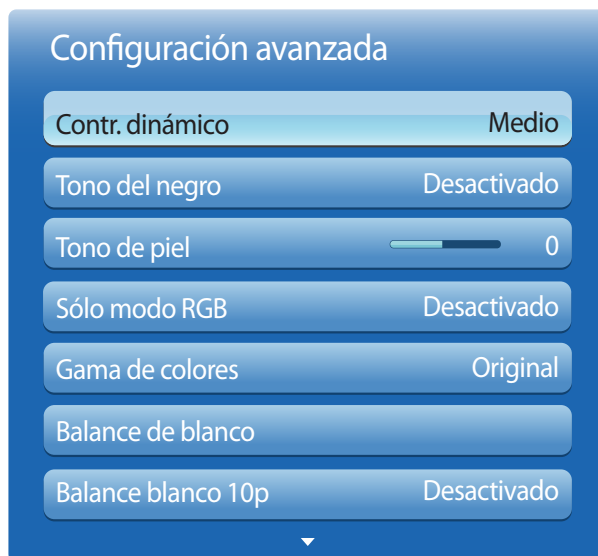 Configuración avanzada
Contr. dinámico Medio
Tono del negro Desactivado
Tono de piel 0
Sólo modo RGB Desactivado
Gama de colores Original
Balance de blanco
Balance blanco 10p Desactivado